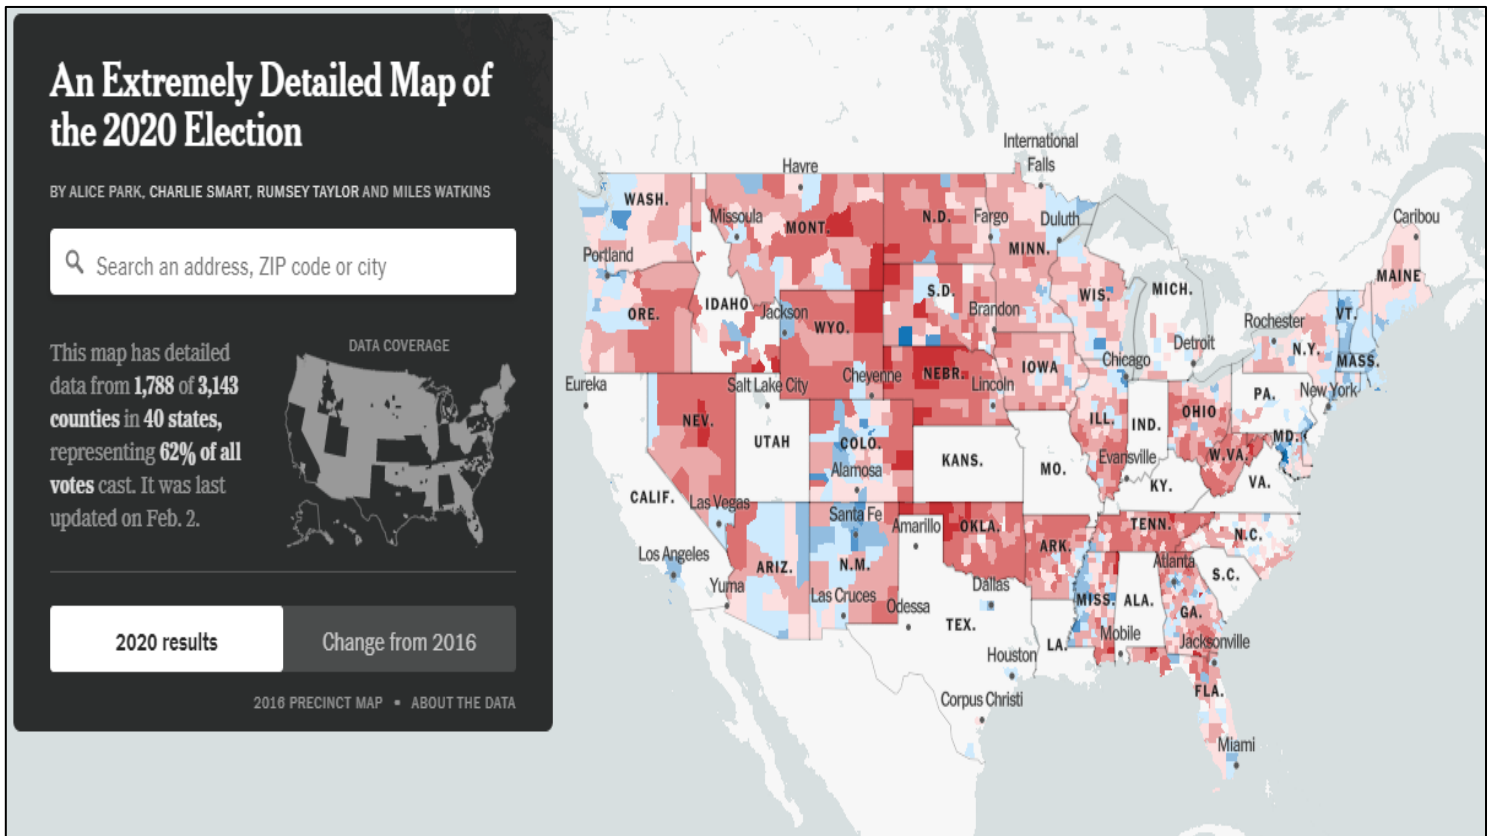 An Extremely Detailed Map of
the 2020 Election
BY ALICE PARK, CHARLIE SMART, RUMSEY TAYLOR AND MILES WATKINS
Search an address, ZIP code or city
This map has detailed
data from 1,788 of 3,143
counties in 40 states,
representing 62% of all
votes cast. It was last
updated on Feb. 2.
DATA COVERAGE
2020 results
Change from 2016
2016 PRECINCT MAP ▪ ABOUT THE DATA
International
Falls
Havre
WASH.
Missoula
MONT.
N.D.
Fargo
Duluth
Caribou
Portland
MINN.
MAINE
IDAHO
S.D.
WIS.
MICH.
ORE.
Jackson
WYO.
Brandon
Rochester
VT.
Detroit
N.Y.
MASS.
Eureka
Salt Lake City
Cheyenne
NEBR.
Lincoln
IOWA
Chicago
PA.
New York
NEV.
UTAH
COLO.
ILL.
IND.
OHIO
MD.
Alamosa
KANS.
MO.
Evansville
W.VA.
CALIF.
Las Vegas
KY.
VA.
Santa Fe
Amarillo
OKLA.
TENN.
N.C.
Los Angeles
ARIZ.
N.M.
ARK.
Atlanta
S.C.
Yuma
Las Cruces
Odessa
Dallas
MISS.
ALA.
GA.
TEX.
LA.
Mobile
Jacksonville
Houston
Corpus Christi
FLA.
Miami